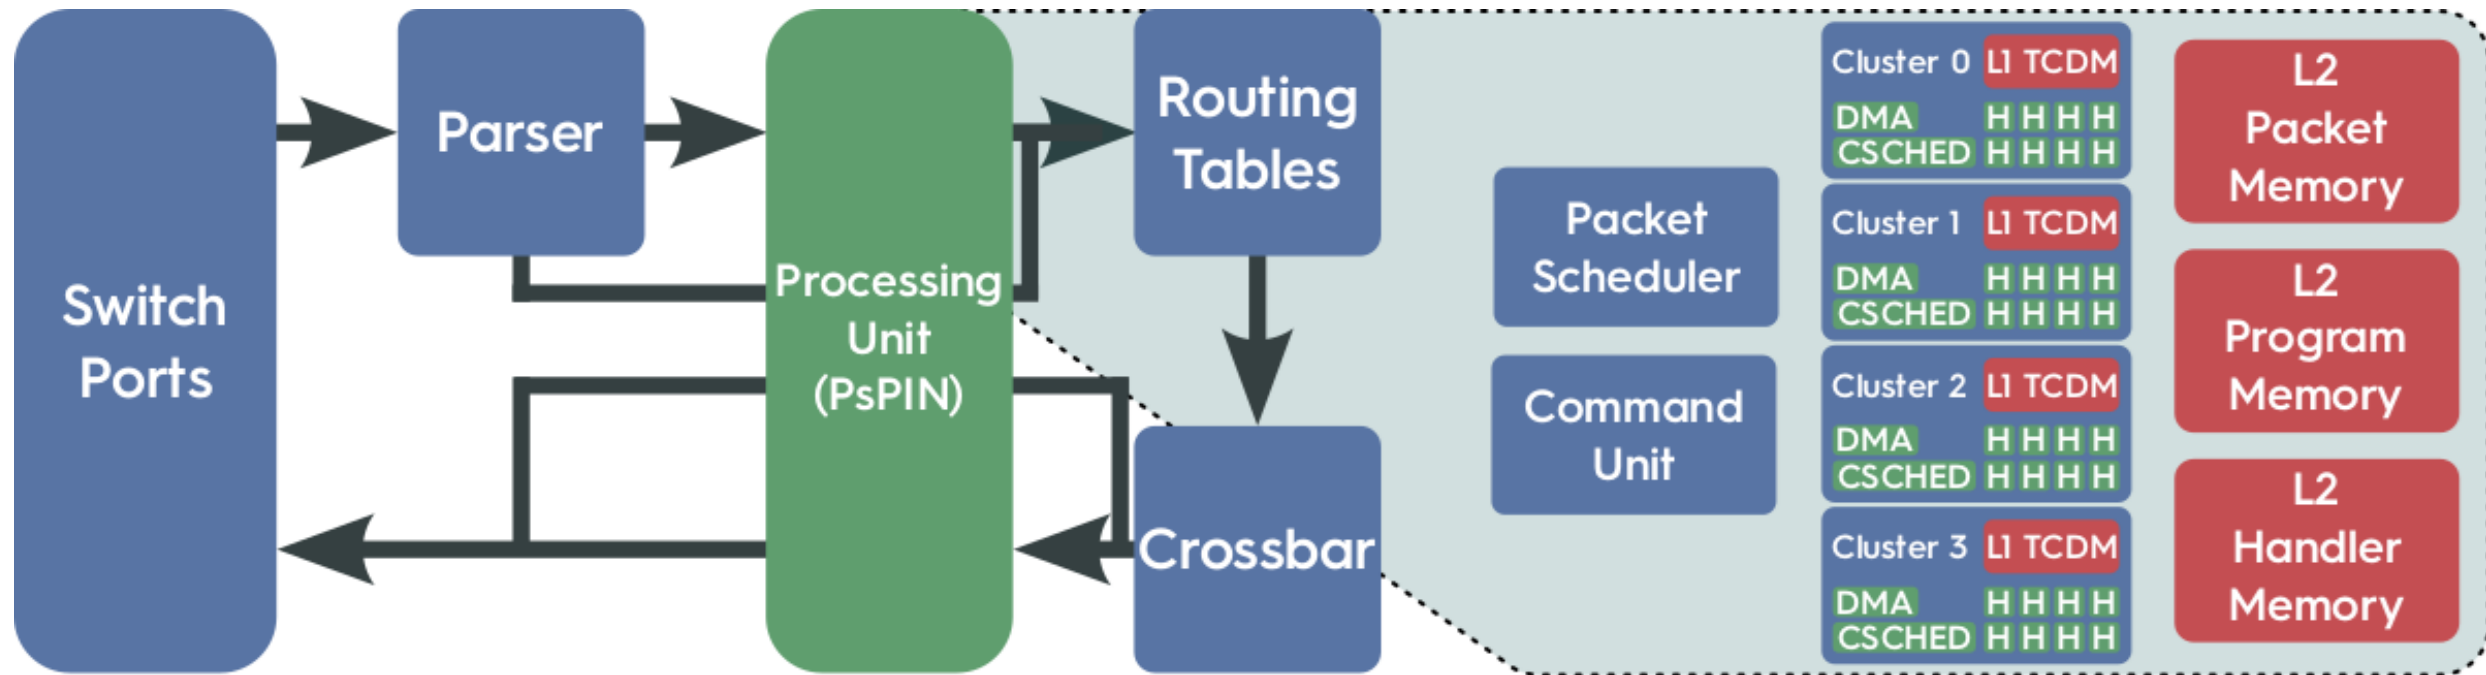 Switch
Ports
Parser
Processing
Unit
(PsPIN)
Routing
Tables
Crossbar
Packet
Scheduler
Command
Unit
Cluster 0 L1 TCDM
DMA H H H H
CSCHED H H H H
Cluster 1 L1 TCDM
DMA H H H H
CSCHED H H H H
Cluster 2 L1 TCDM
DMA H H H H
CSCHED H H H H
Cluster 3 L1 TCDM
DMA H H H H
CSCHED H H H H
L2
Packet
Memory
L2
Program
Memory
L2
Handler
Memory